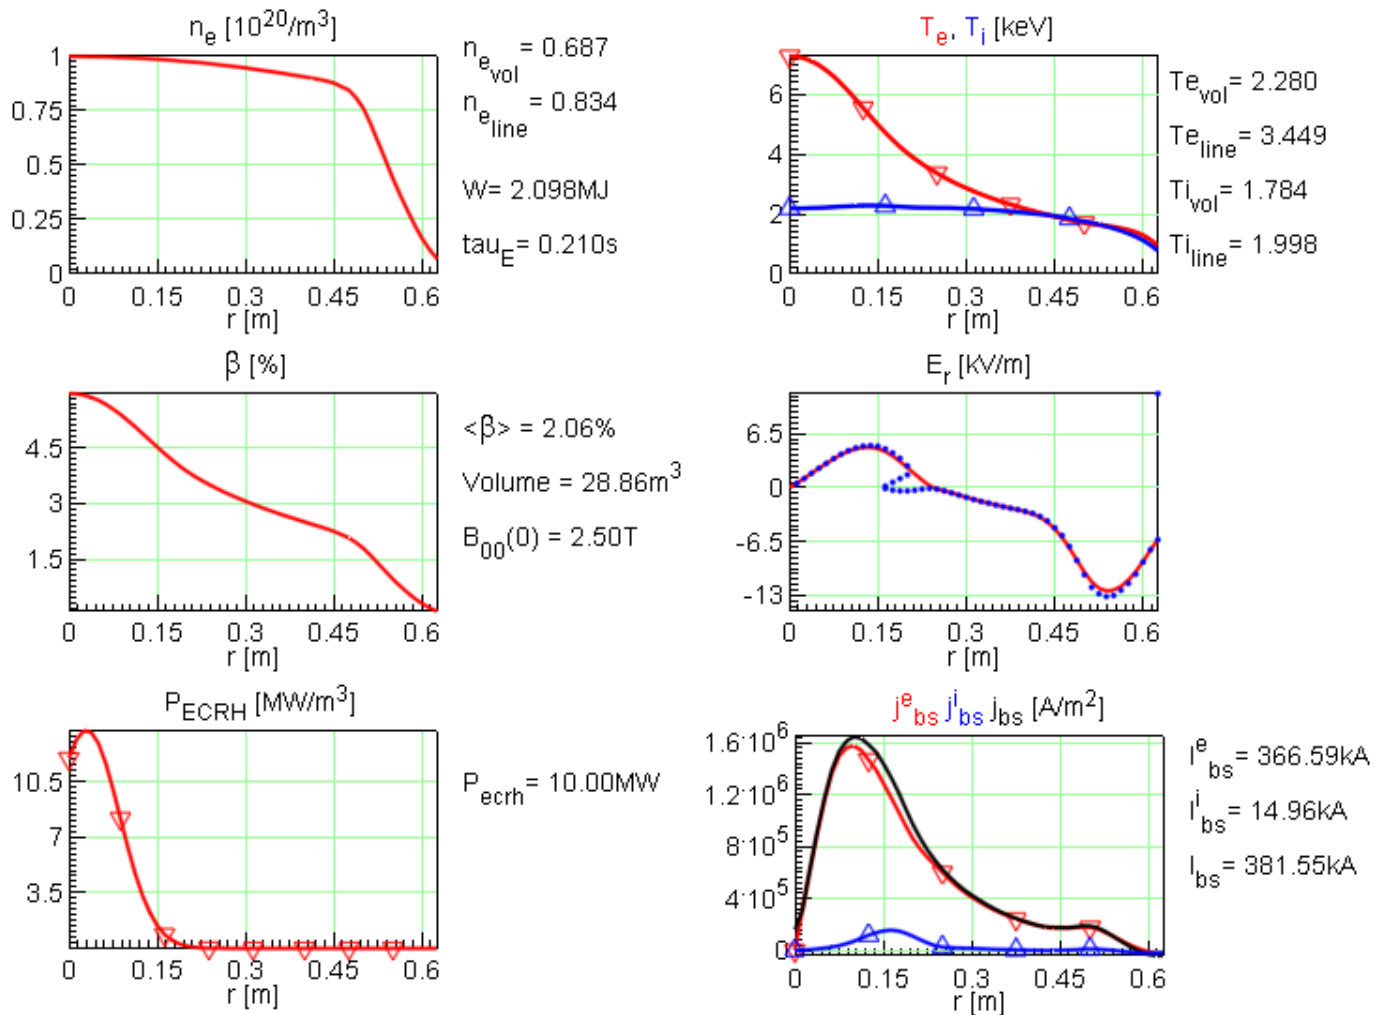 n_e [10^20/m^3]
1
0.75
0.5
0.25
0
0 0.15 0.3 0.45 0.6
r [m]
n_e_vol = 0.687
n_e_line = 0.834
W= 2.098MJ
tau_E= 0.210s
T_e, T_i [keV]
6
4
2
0
0 0.15 0.3 0.45 0.6
r [m]
Te_vol= 2.280
Te_line= 3.449
Ti_vol= 1.784
Ti_line= 1.998
β [%]
4.5
3
1.5
0 0.15 0.3 0.45 0.6
r [m]
<β> = 2.06%
Volume = 28.86m^3
B_00(0) = 2.50T
E_r [kV/m]
6.5
0
-6.5
-13
0 0.15 0.3 0.45 0.6
r [m]
P_ECRH [MW/m^3]
10.5
7
3.5
0 0.15 0.3 0.45 0.6
r [m]
P_ecrh= 10.00MW
j^e_bs j^i_bs j_bs [A/m^2]
1.6·10^6
1.2·10^6
8·10^5
4·10^5
0
0 0.15 0.3 0.45 0.6
r [m]
I^e_bs= 366.59kA
I^i_bs= 14.96kA
I_bs= 381.55kA